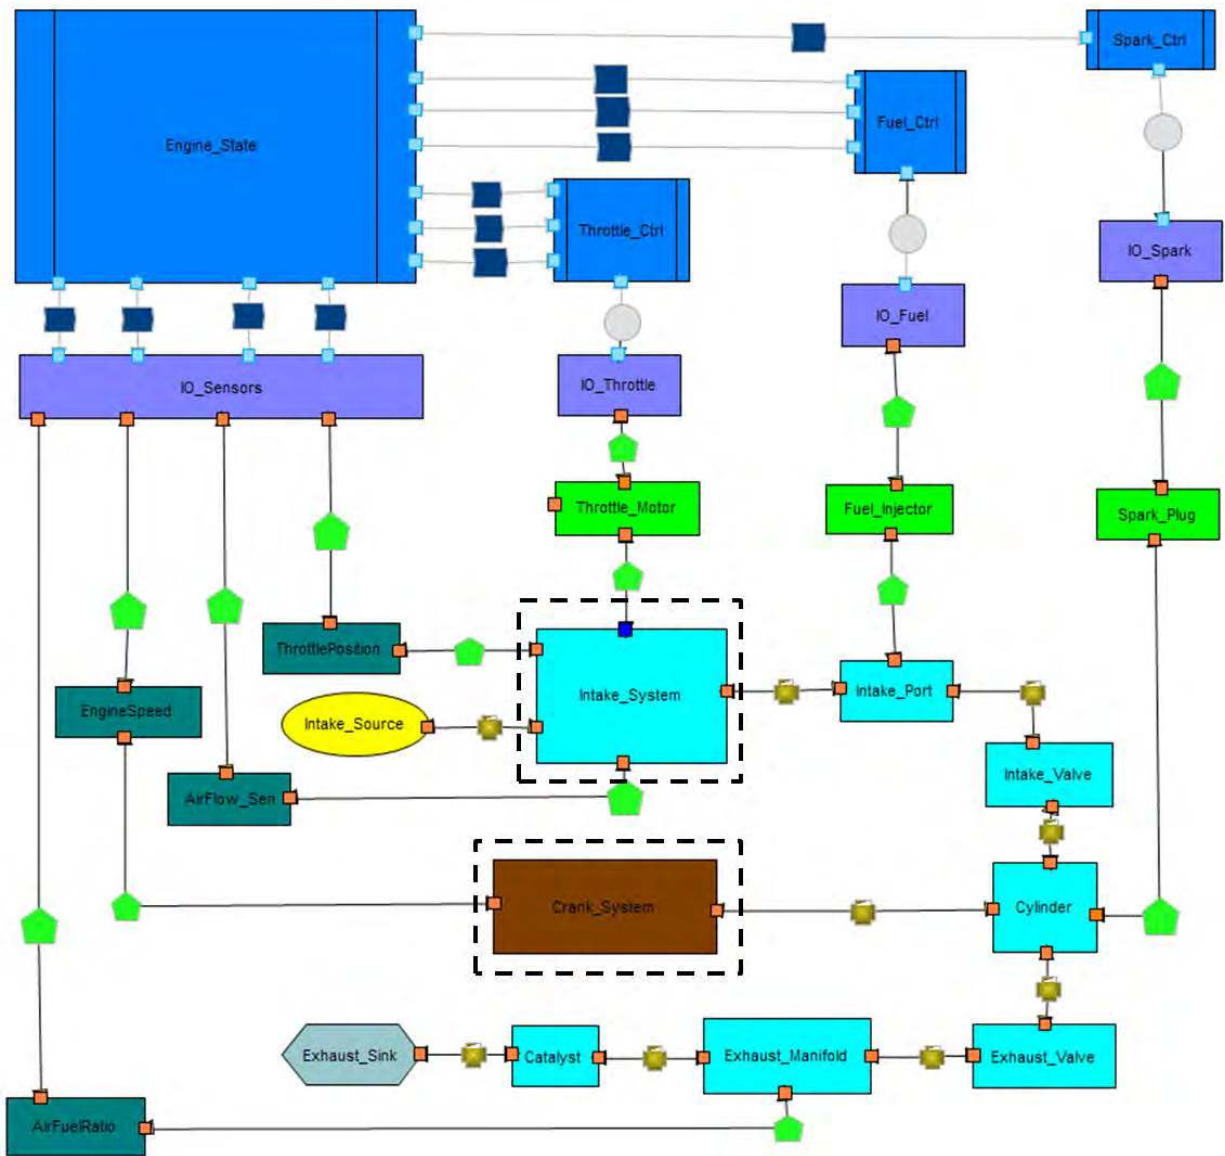 Spark_Ctrl
Engine_State
Fuel_Ctrl
Throttle_Ctrl
IO_Spark
IO_Fuel
IO_Sensors
IO_Throttle
Throttle_Motor
Fuel_Injector
Spark_Plug
ThrottlePosition
Intake_System
Intake_Port
EngineSpeed
Intake_Source
Intake_Valve
AirFlow_Sen
Crank_System
Cylinder
Exhaust_Sink
Catalyst
Exhaust_Manifold
Exhaust_Valve
AirFuelRatio